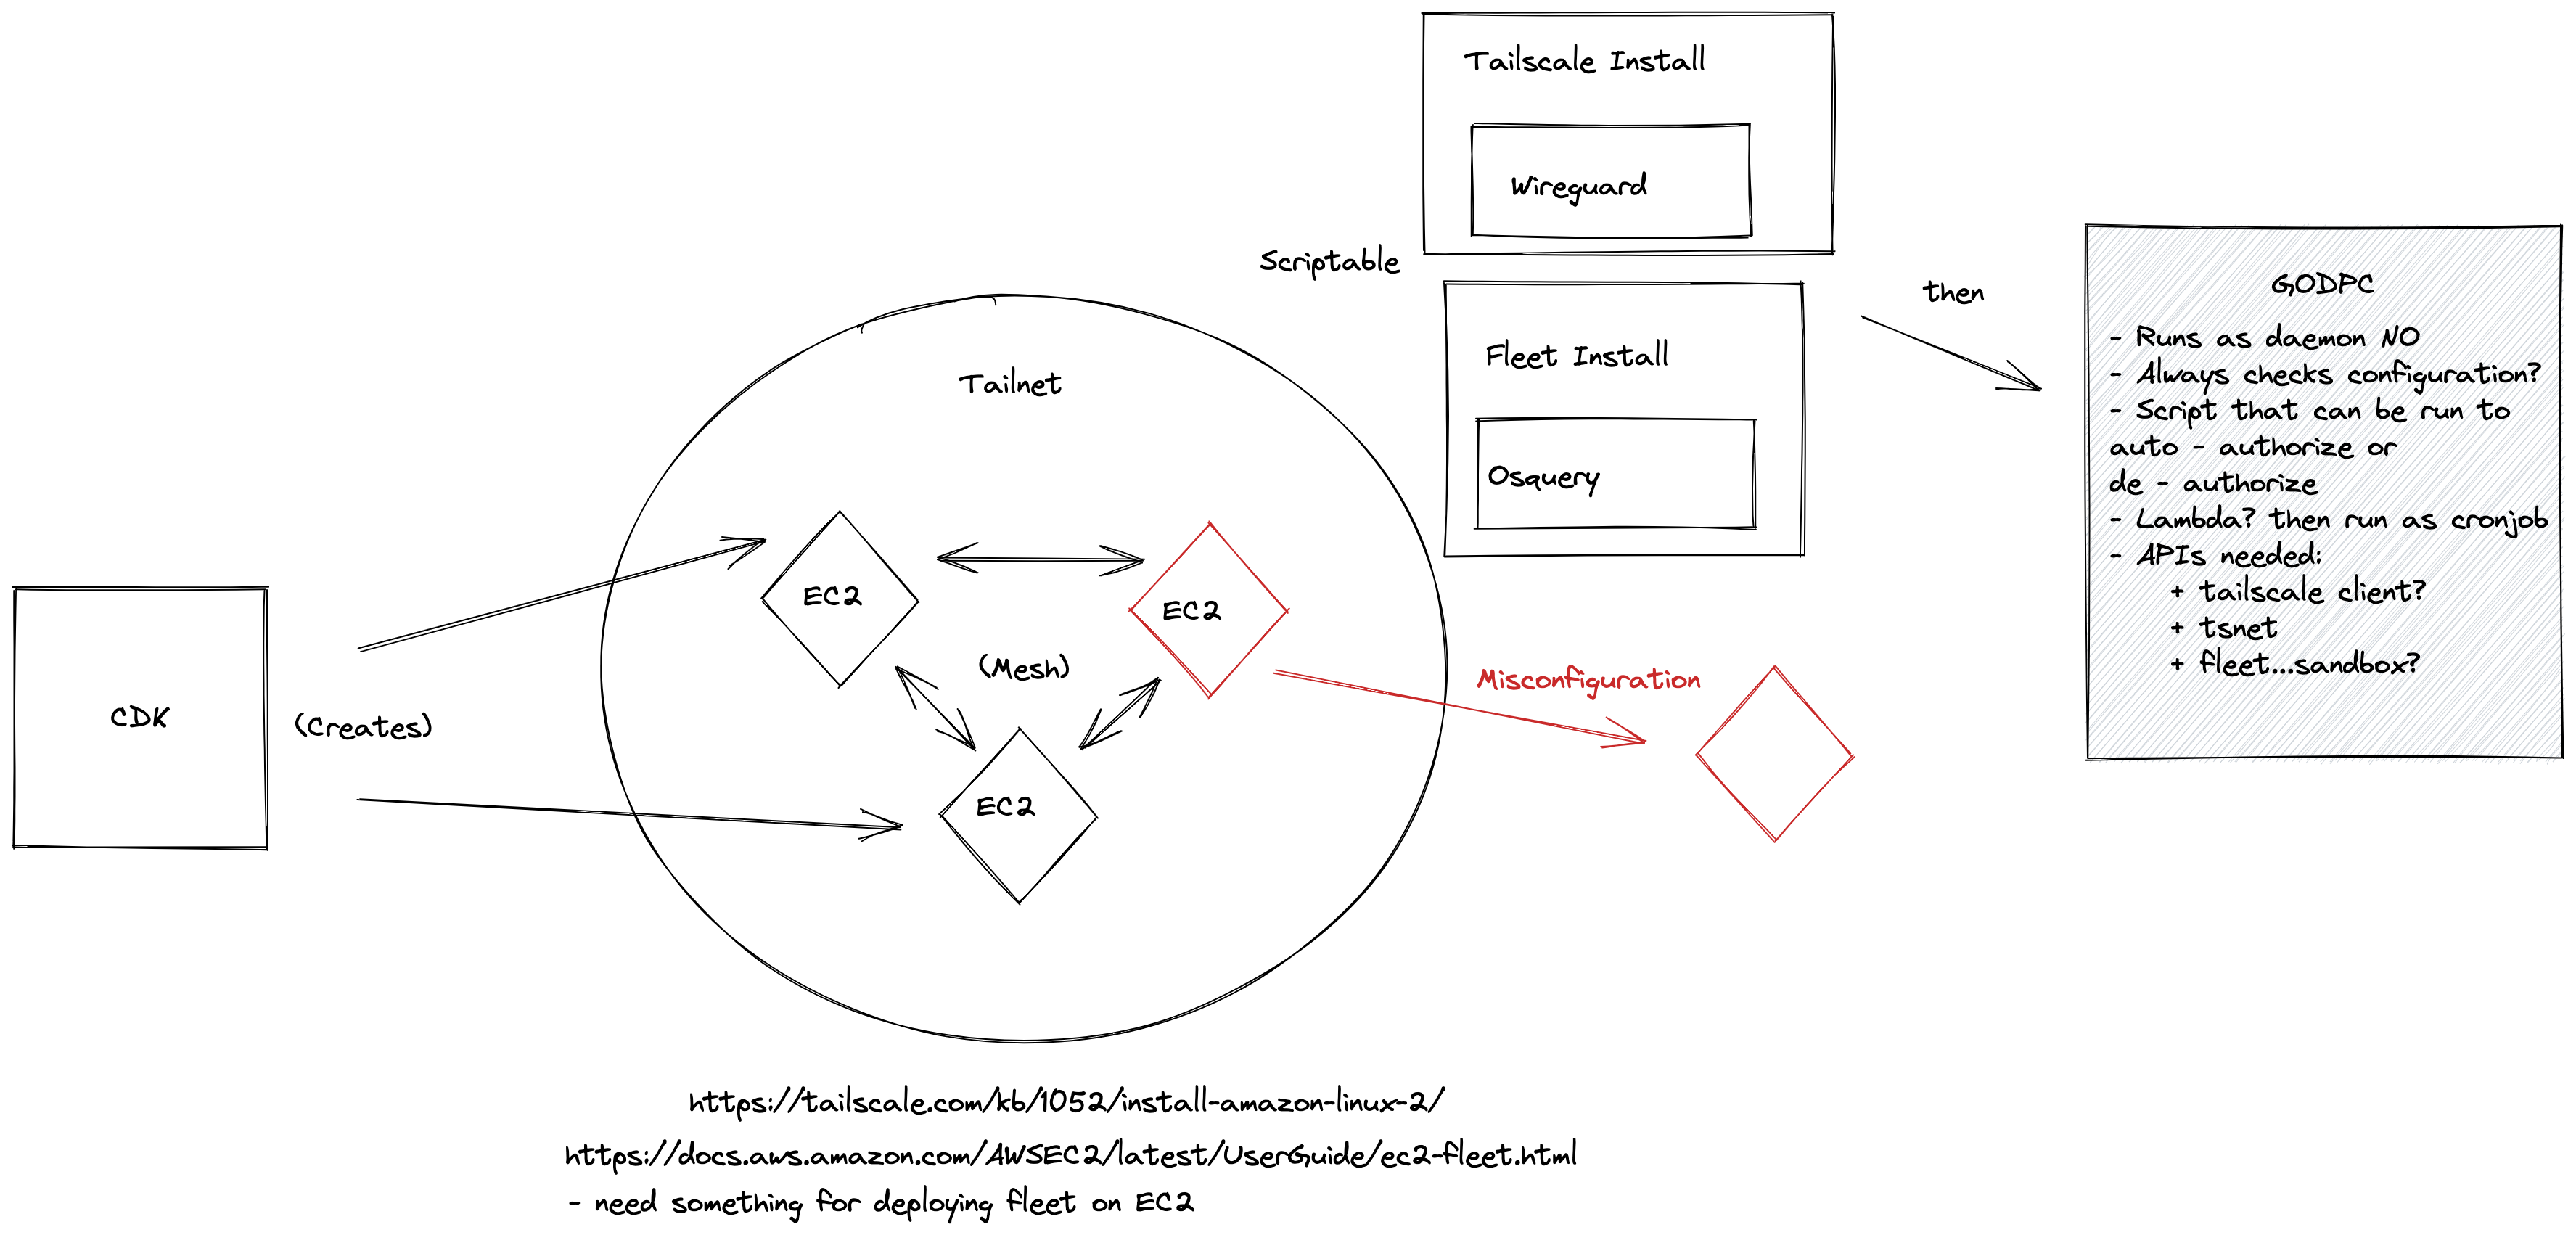 Tailscale Install
Wireguard
Scriptable
Fleet Install
Osquery
then
Tailnet
EC2
EC2
(Mesh)
EC2
CDK
(Creates)
Misconfiguration
GODPC
- Runs as daemon NO
- Always checks configuration?
- Script that can be run to
auto - authorize or
de - authorize
- Lambda? then run as cronjob
- APIs needed:
+ tailscale client?
+ tsnet
+ fleet...sandbox?
https://tailscale.com/kb/1052/install-amazon-linux-2/
https://docs.aws.amazon.com/AWSEC2/latest/UserGuide/ec2-fleet.html
- need something for deploying fleet on EC2